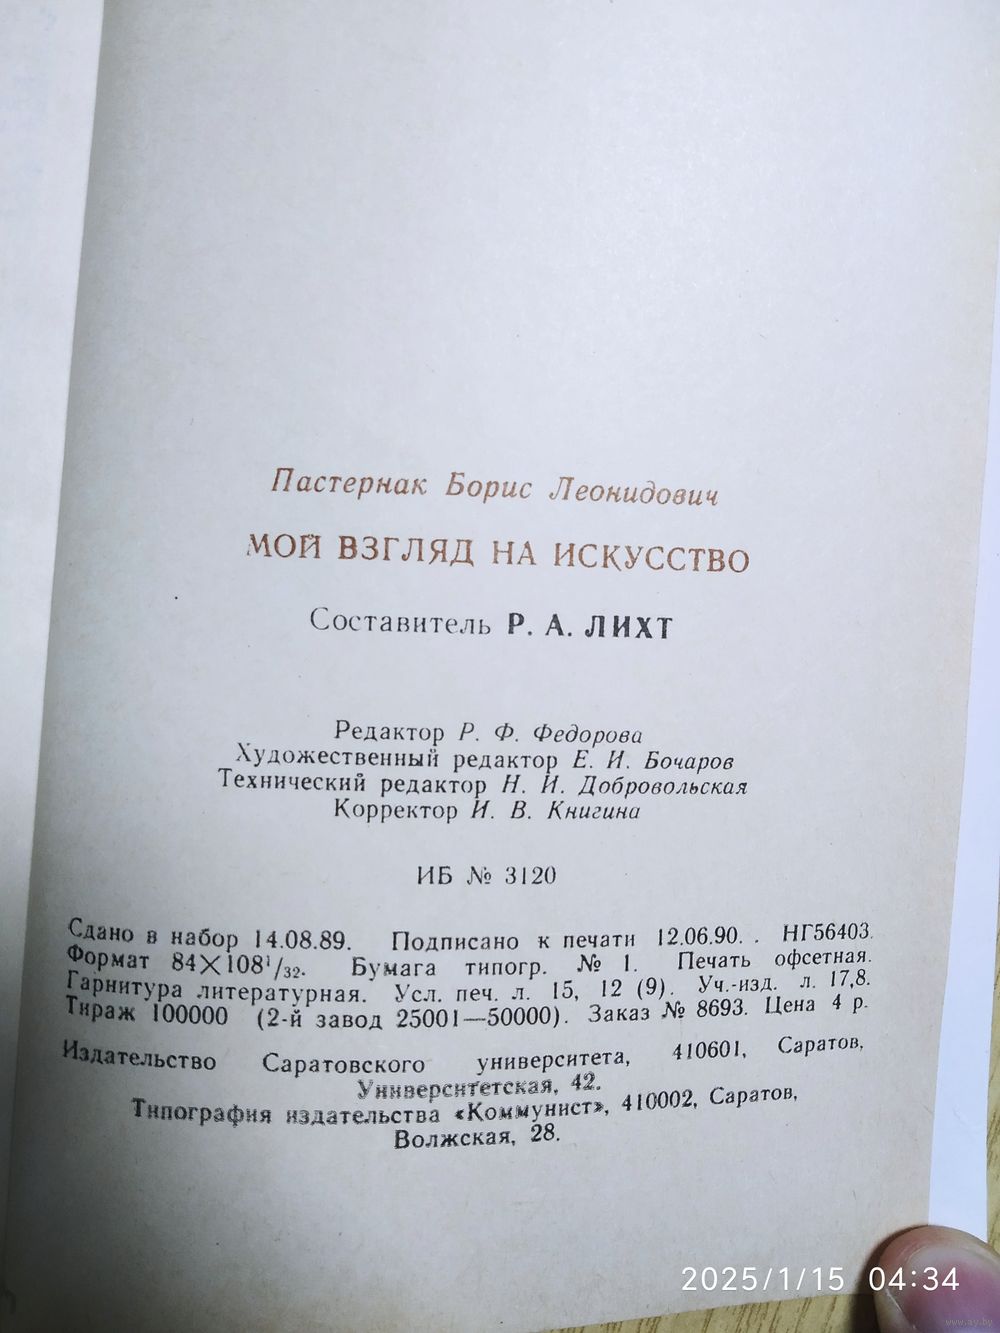 Пастернак Борис Леонидович
МОЙ ВЗГЛЯД НА ИСКУССТВО
Составитель Р. А. ЛИХТ
Редактор Р. Ф. Федорова
Художественный редактор Е. И. Бочаров
Технический редактор Н. И. Добровольская
Корректор И. В. Книгина
ИБ № 3120
Сдано в набор 14.08.89. Подписано к печати 12.06.90. . НГ56403.
Формат 84×108¹/₃₂. Бумага типогр. № 1. Печать офсетная.
Гарнитура литературная. Усл. печ. л. 15, 12 (9). Уч.-изд. л. 17,8.
Тираж 100000 (2-й завод 25001—50000). Заказ № 8693. Цена 4 р.
Издательство Саратовского университета, 410601, Саратов,
Университетская, 42.
Типография издательства «Коммунист», 410002, Саратов,
Волжская, 28.
2025/1/15 04:34
www.ay.by